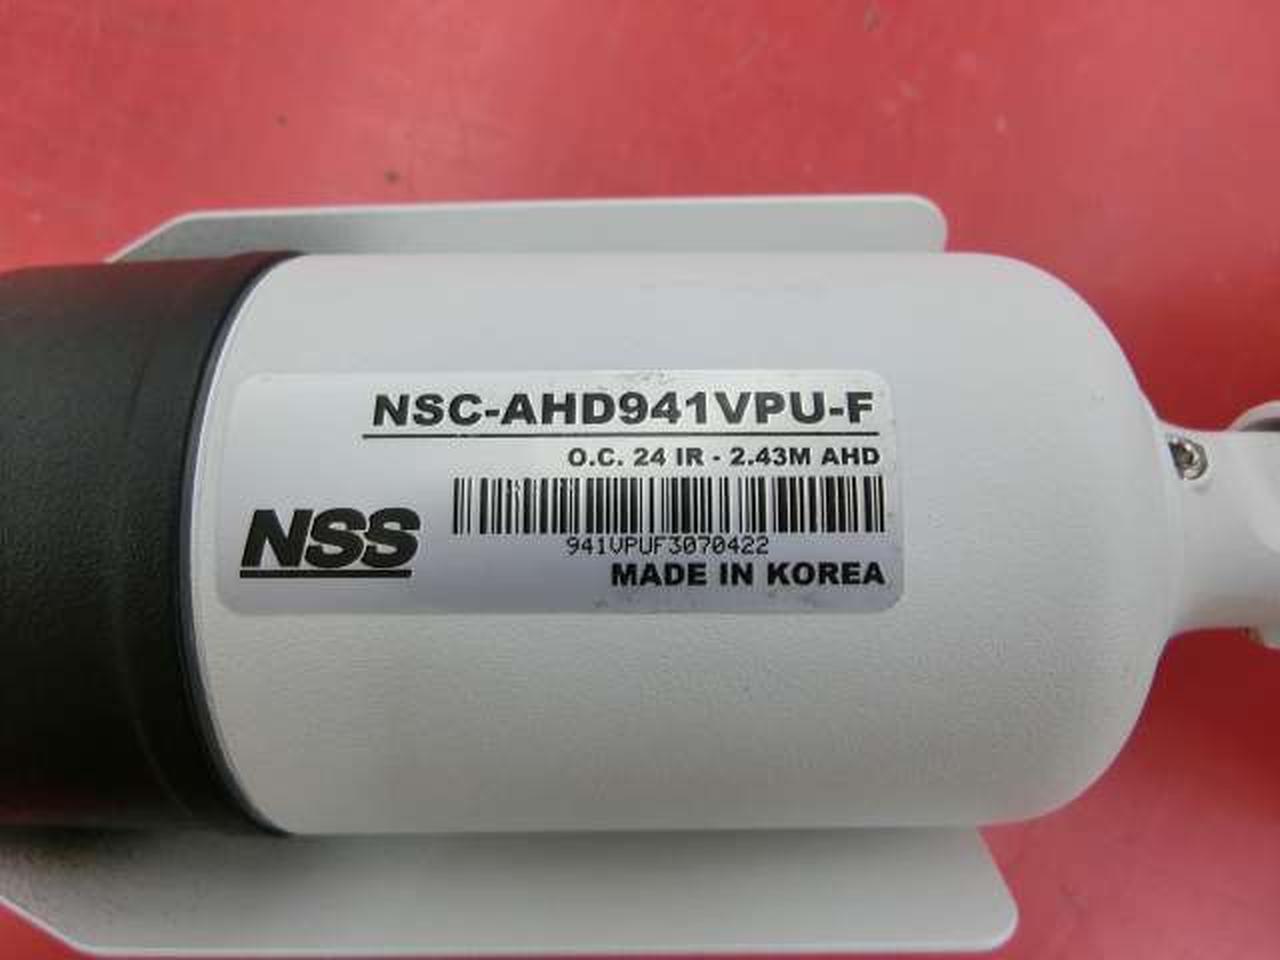 NSC-AHD941VPU-F
O.C. 24 IR - 2.43M AHD
941VPUF3070422
NSS
MADE IN KOREA